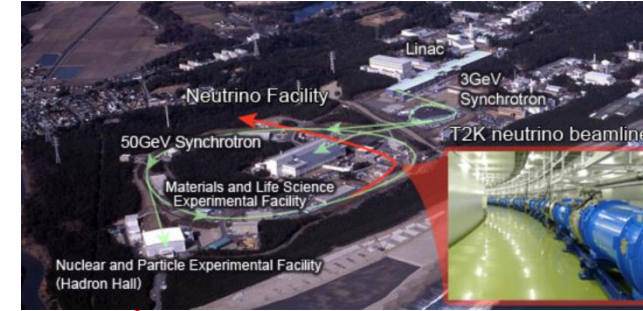 Linac
3GeV
Synchrotron
Neutrino Facility
T2K neutrino beamline
50GeV Synchrotron
Materials and Life Science
Experimental Facility
Nuclear and Particle Experimental Facility
(Hadron Hall)